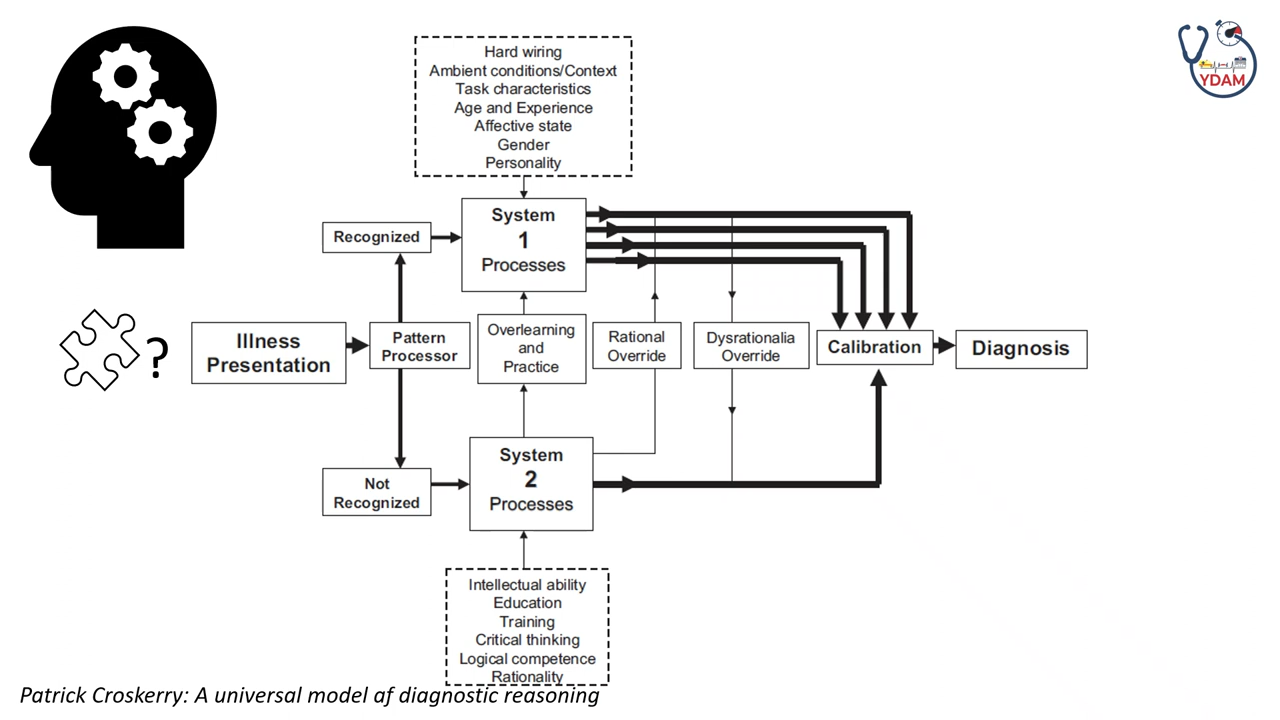 Hard wiring
Ambient conditions/Context
Task characteristics
Age and Experience
Affective state
Gender
Personality
YDAM
System
1
Processes
Recognized
Illness
Presentation
Pattern
Processor
Overlearning
and
Practice
Rational
Override
Dysrationalia
Override
Calibration
Diagnosis
?
Not
Recognized
System
2
Processes
Intellectual ability
Education
Training
Critical thinking
Logical competence
Rationality
Patrick Croskerry: A universal model af diagnostic reasoning